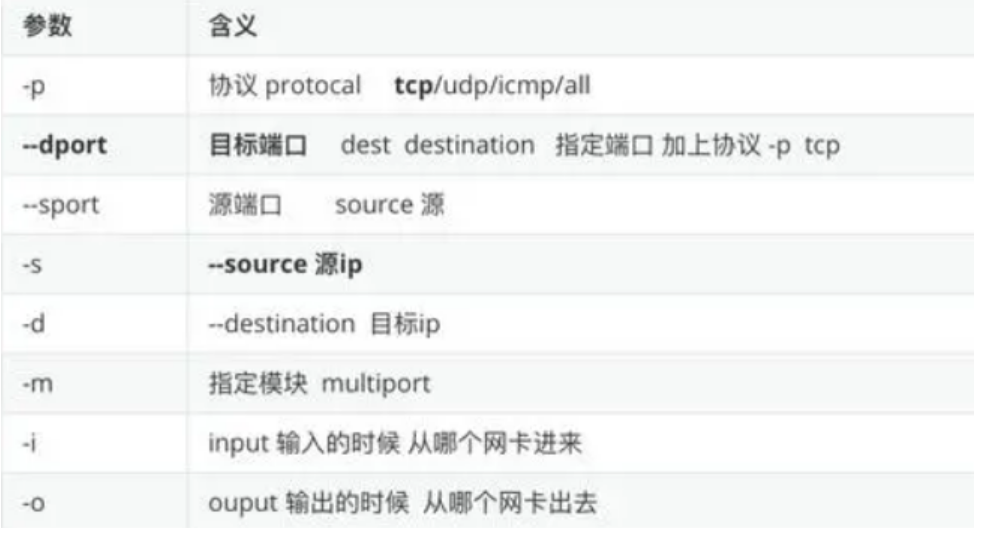 参数 含义
-p 协议 protocal tcp/udp/icmp/all
--dport 目标端口 dest destination 指定端口 加上协议 -p tcp
--sport 源端口 source 源
-s --source 源ip
-d --destination 目标ip
-m 指定模块 multiport
-i input 输入的时候 从哪个网卡进来
-o ouput 输出的时候 从哪个网卡出去